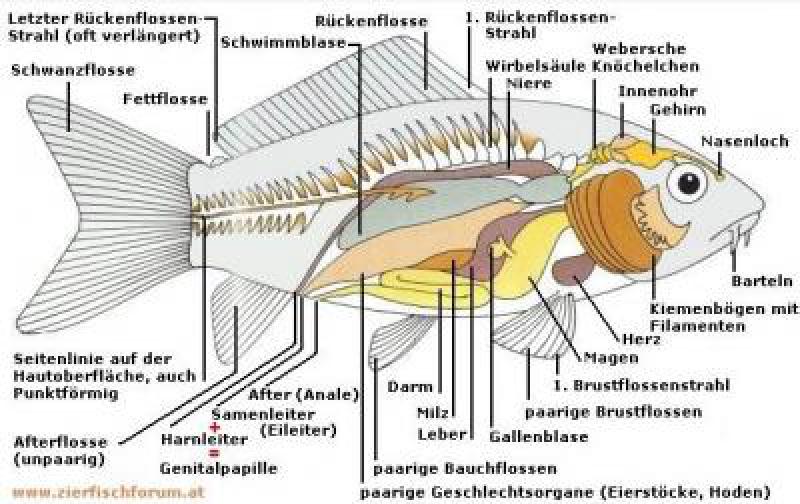 Letzter Rückenflossen-
Strahl (oft verlängert)
Schwanzflosse
Fettflosse
Schwimmblase
Rückenflosse
1. Rückenflossen-
Strahl
Wirbelsäule
Niere
Webersche
Knöchelchen
Innenohr
Gehirn
Nasenloch
Barteln
Kiemenbögen mit
Filamenten
Herz
Magen
1. Brustflossenstrahl
paarige Brustflossen
Gallenblase
Leber
Milz
Darm
paarige Bauchflossen
paarige Geschlechtsorgane (Eierstöcke, Hoden)
After (Anale)
Samenleiter
(Eileiter)
+
Harnleiter
=
Genitalpapille
Seitenlinie auf der
Hautoberfläche, auch
Punktförmig
Afterflosse
(unpaarig)
www.zierfischforum.at